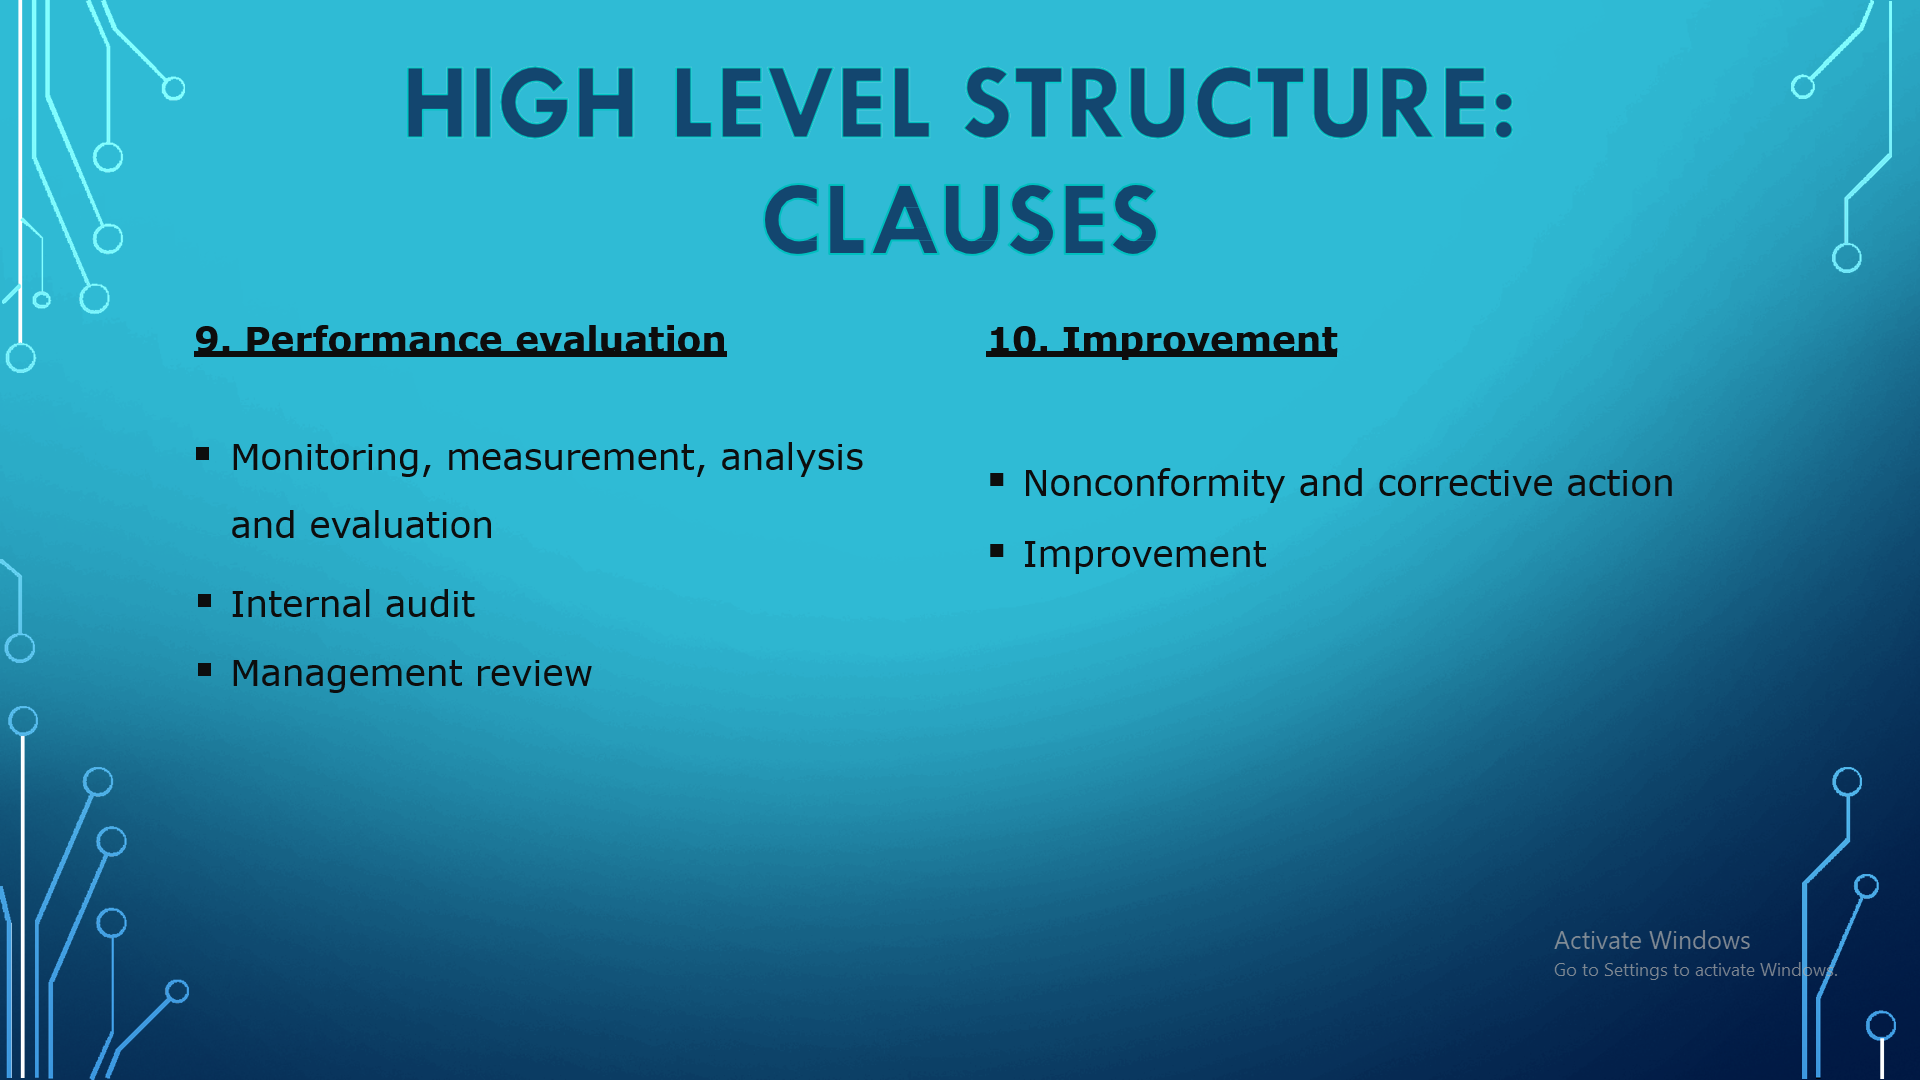 HIGH LEVEL STRUCTURE:
CLAUSES
9. Performance evaluation
▪ Monitoring, measurement, analysis
and evaluation
▪ Internal audit
▪ Management review
10. Improvement
▪ Nonconformity and corrective action
▪ Improvement
Activate Windows
Go to Settings to activate Windows.